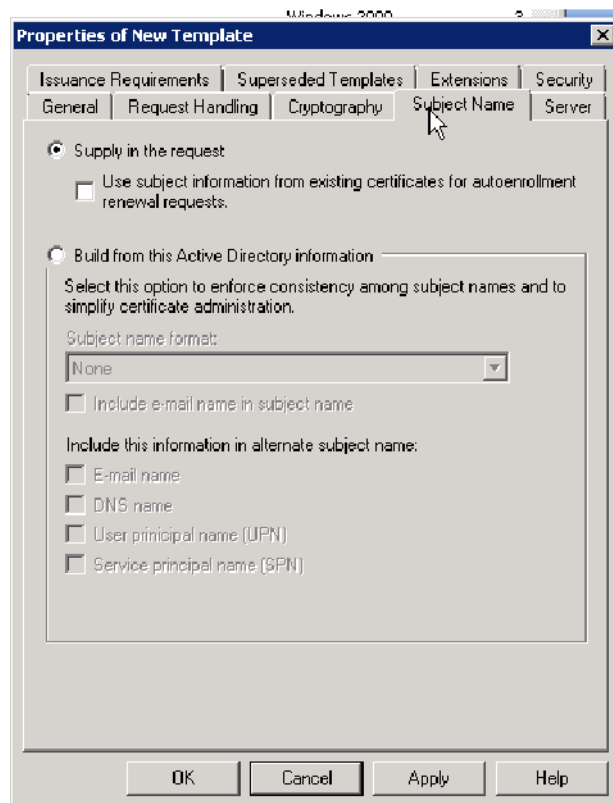 Windows 2000 3
Properties of New Template
Issuance Requirements Superseded Templates Extensions Security
General Request Handling Cryptography Subject Name Server
Supply in the request
Use subject information from existing certificates for autoenrollment
renewal requests.
Build from this Active Directory information
Select this option to enforce consistency among subject names and to
simplify certificate administration.
Subject name format:
None
Include e-mail name in subject name
Include this information in alternate subject name:
E-mail name
DNS name
User prinicipal name (UPN)
Service principal name (SPN)
OK Cancel Apply Help